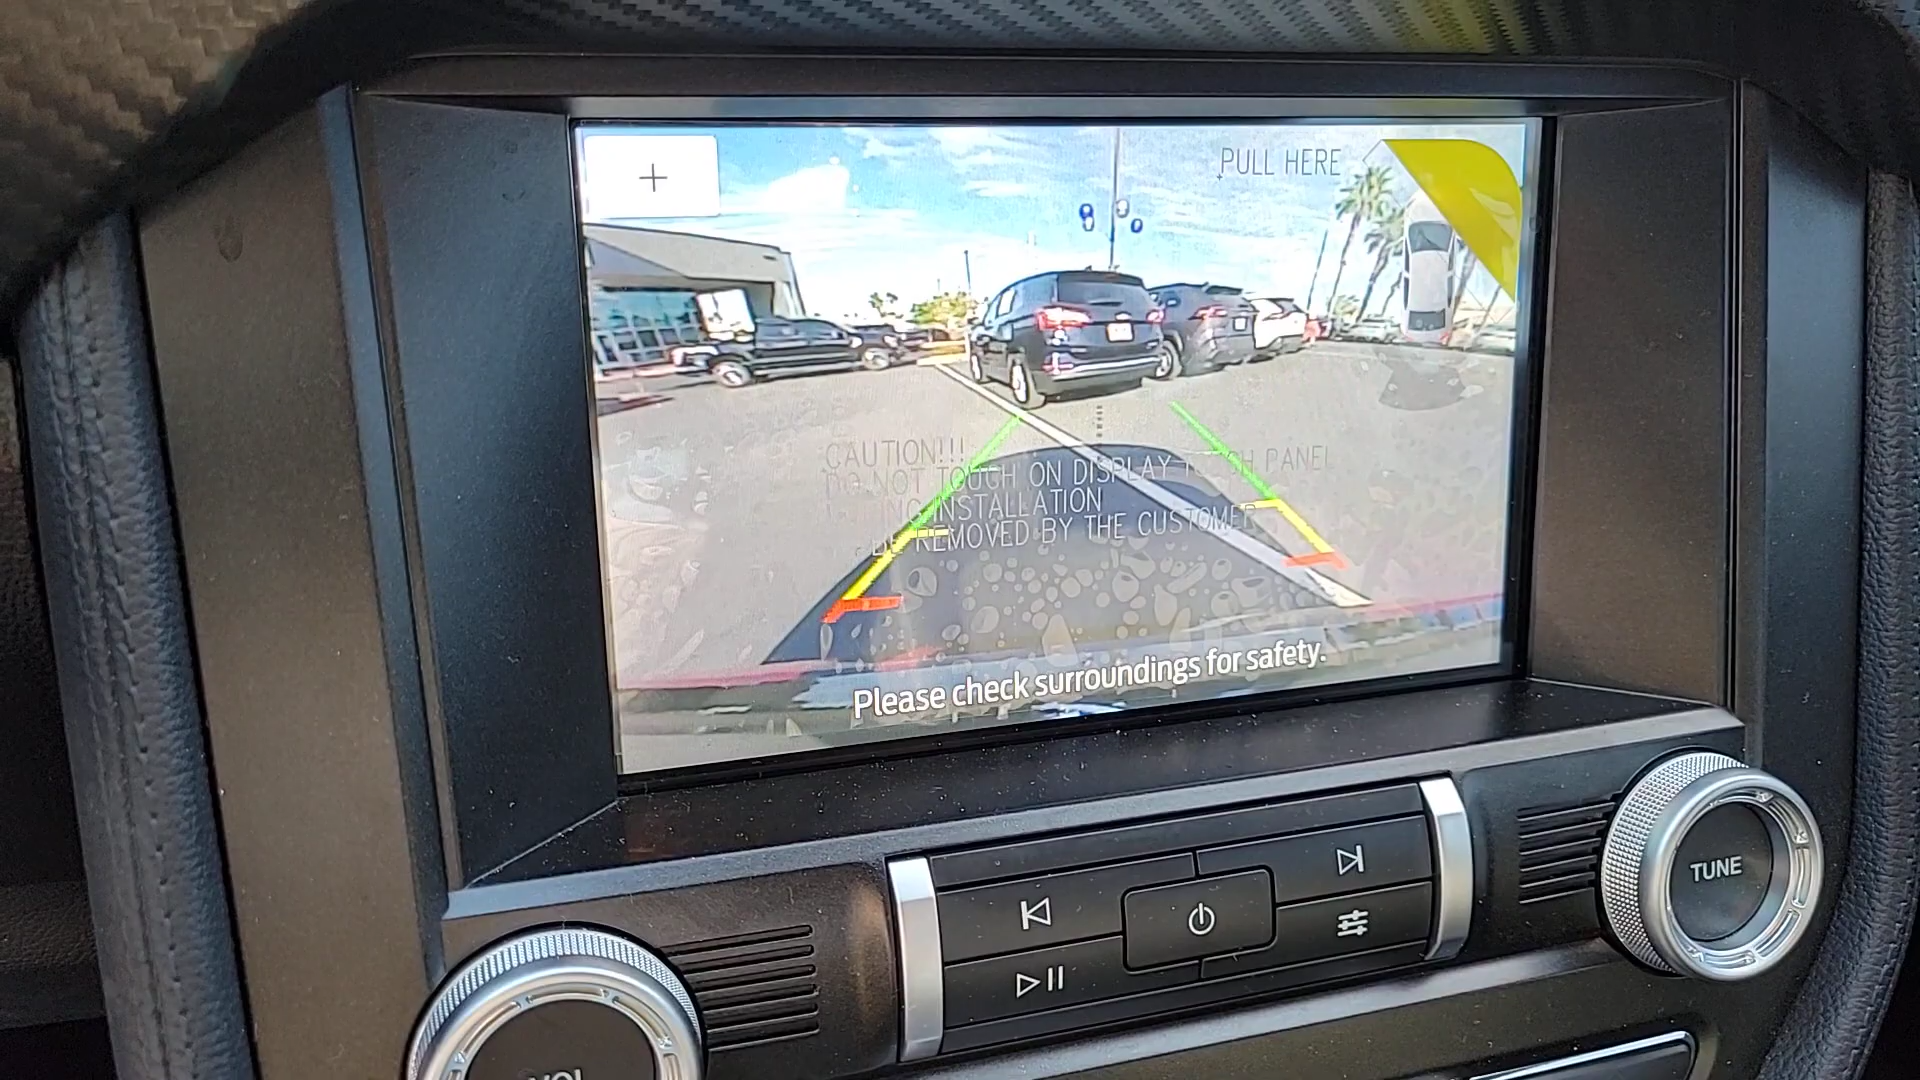 PULL HERE
CAUTION!!!
DO NOT TOUCH ON DISPLAY TOUCH PANEL
INSTALLATION
BE REMOVED BY THE CUSTOMER
Please check surroundings for safety.
TUNE
VOL